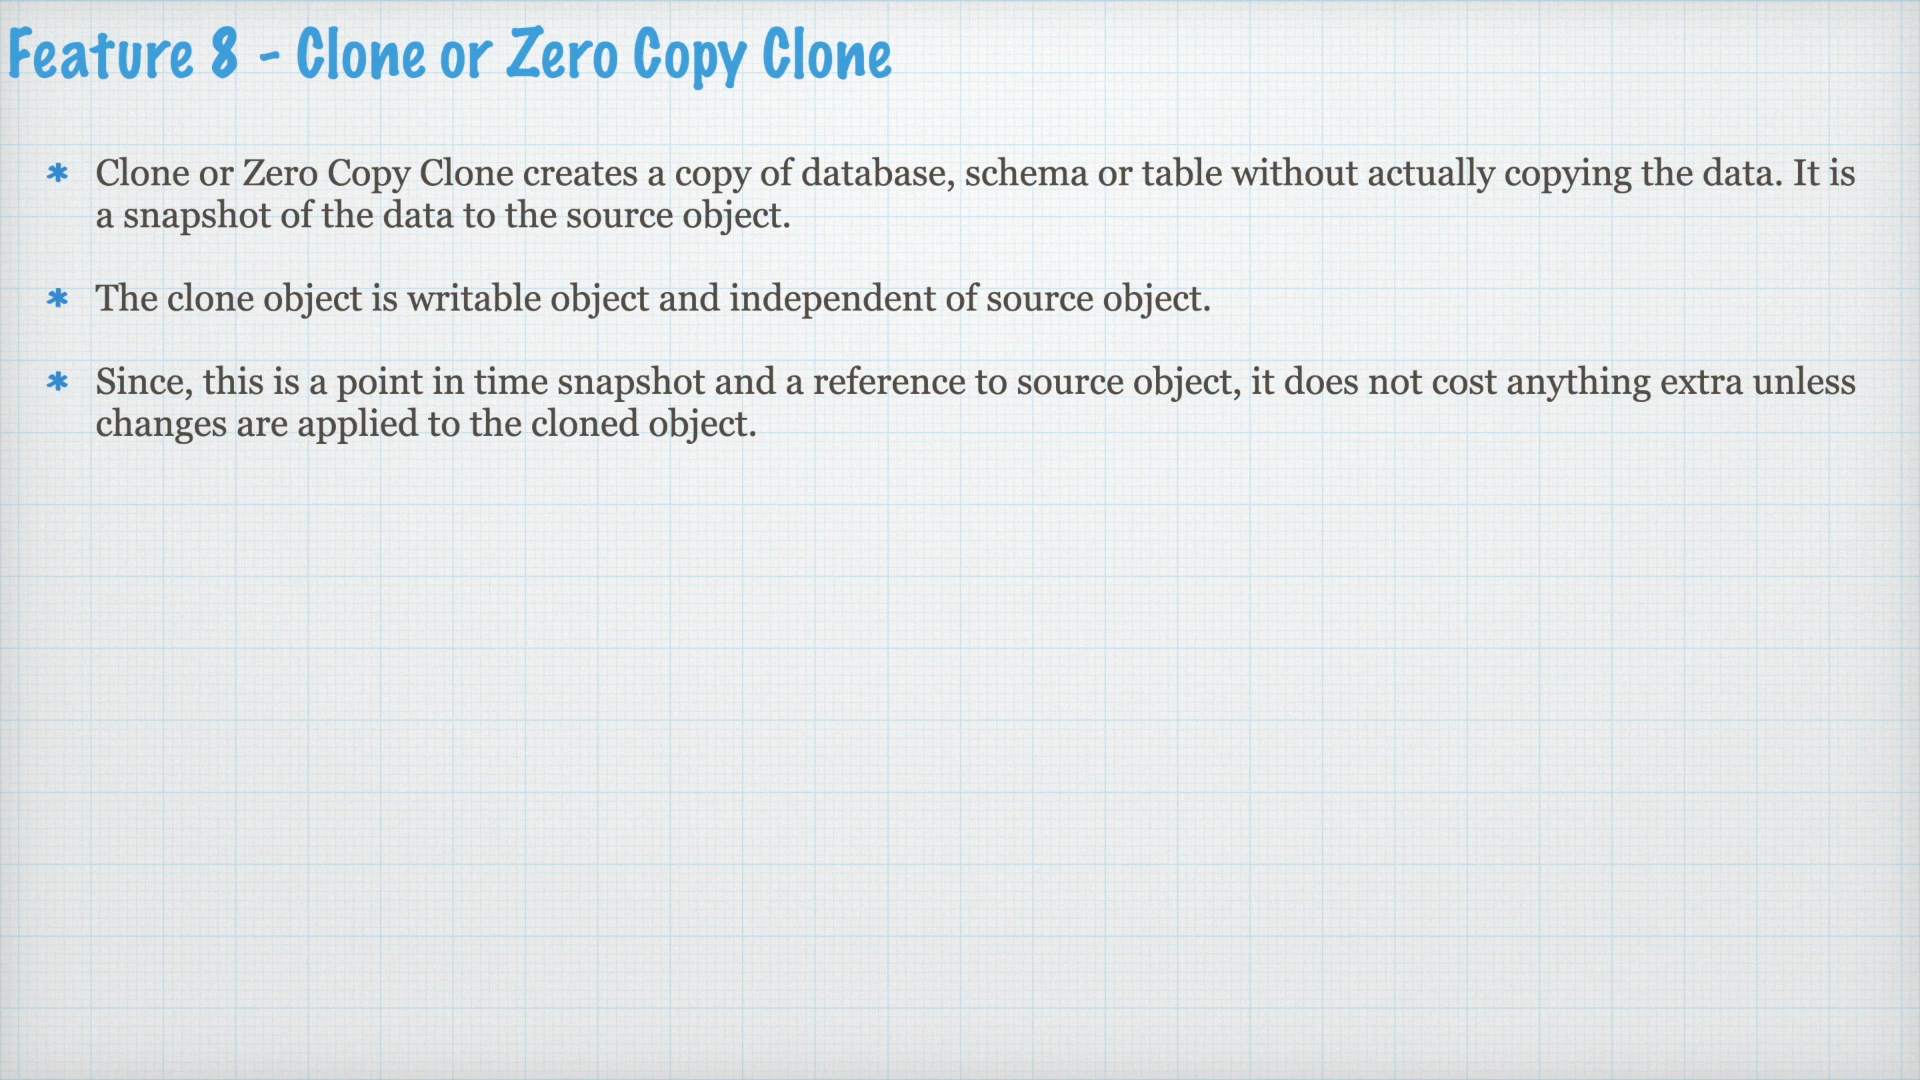 Feature 8 - Clone or Zero Copy Clone
* Clone or Zero Copy Clone creates a copy of database, schema or table without actually copying the data. It is
a snapshot of the data to the source object.
* The clone object is writable object and independent of source object.
* Since, this is a point in time snapshot and a reference to source object, it does not cost anything extra unless
changes are applied to the cloned object.